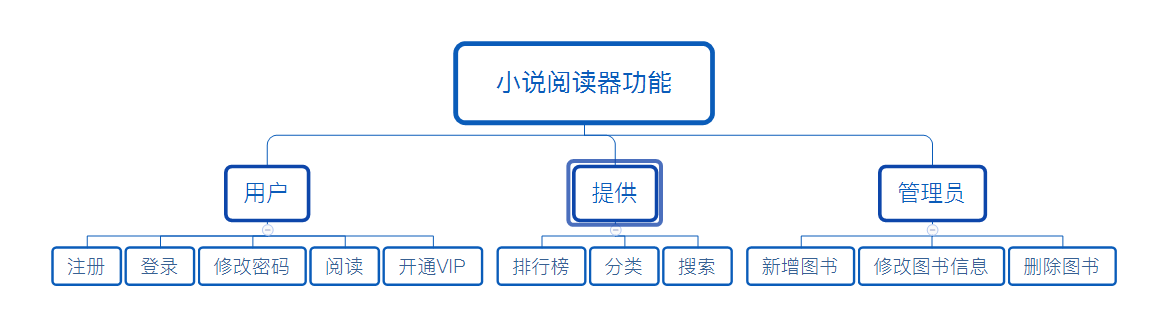 小说阅读器功能
用户
提供
管理员
注册
登录
修改密码
阅读
开通VIP
排行榜
分类
搜索
新增图书
修改图书信息
删除图书